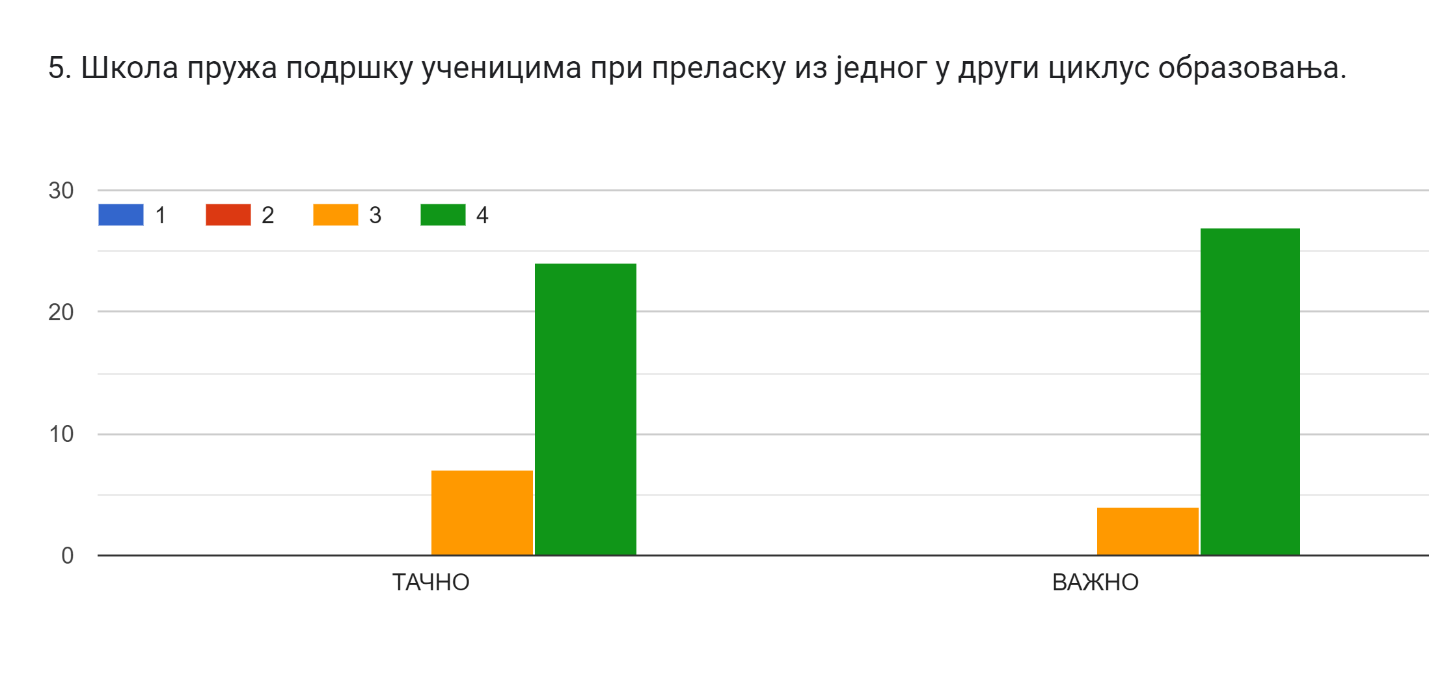 5. Школа пружа подршку ученицима при преласку из једног у други циклус образовања.
30
1 2 3 4
20
10
0
ТАЧНО ВАЖНО